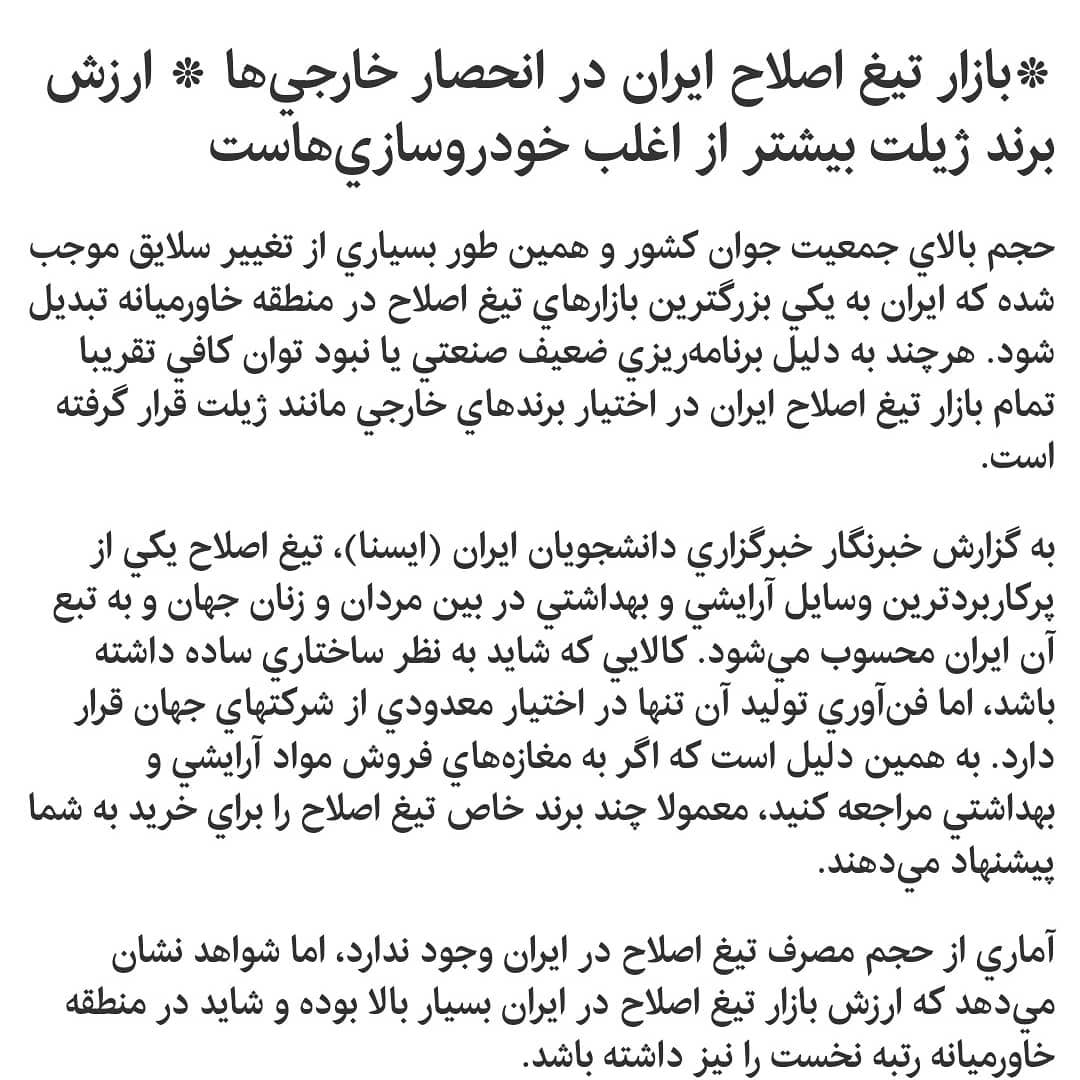 ❊بازار تيغ اصلاح ايران در انحصار خارجي‌ها ❊ ارزش
برند ژيلت بيشتر از اغلب خودروسازي‌هاست
حجم بالاي جمعيت جوان كشور و همين طور بسياري از تغيير سلايق موجب
شده كه ايران به يكي بزرگترين بازارهاي تيغ اصلاح در منطقه خاورميانه تبديل
شود. هرچند به دليل برنامه‌ريزي ضعيف صنعتي يا نبود توان كافي تقريبا
تمام بازار تيغ اصلاح ايران در اختيار برندهاي خارجي مانند ژيلت قرار گرفته
است.
به گزارش خبرنگار خبرگزاري دانشجويان ايران (ايسنا)، تيغ اصلاح يكي از
پركاربردترين وسايل آرايشي و بهداشتي در بين مردان و زنان جهان و به تبع
آن ايران محسوب مي‌شود. كالايي كه شايد به نظر ساختاري ساده داشته
باشد، اما فن‌آوري توليد آن تنها در اختيار معدودي از شركتهاي جهان قرار
دارد. به همين دليل است كه اگر به مغازه‌هاي فروش مواد آرايشي و
بهداشتي مراجعه كنيد، معمولا چند برند خاص تيغ اصلاح را براي خريد به شما
پيشنهاد مي‌دهند.
آماري از حجم مصرف تيغ اصلاح در ايران وجود ندارد، اما شواهد نشان
مي‌دهد كه ارزش بازار تيغ اصلاح در ايران بسيار بالا بوده و شايد در منطقه
خاورميانه رتبه نخست را نيز داشته باشد.